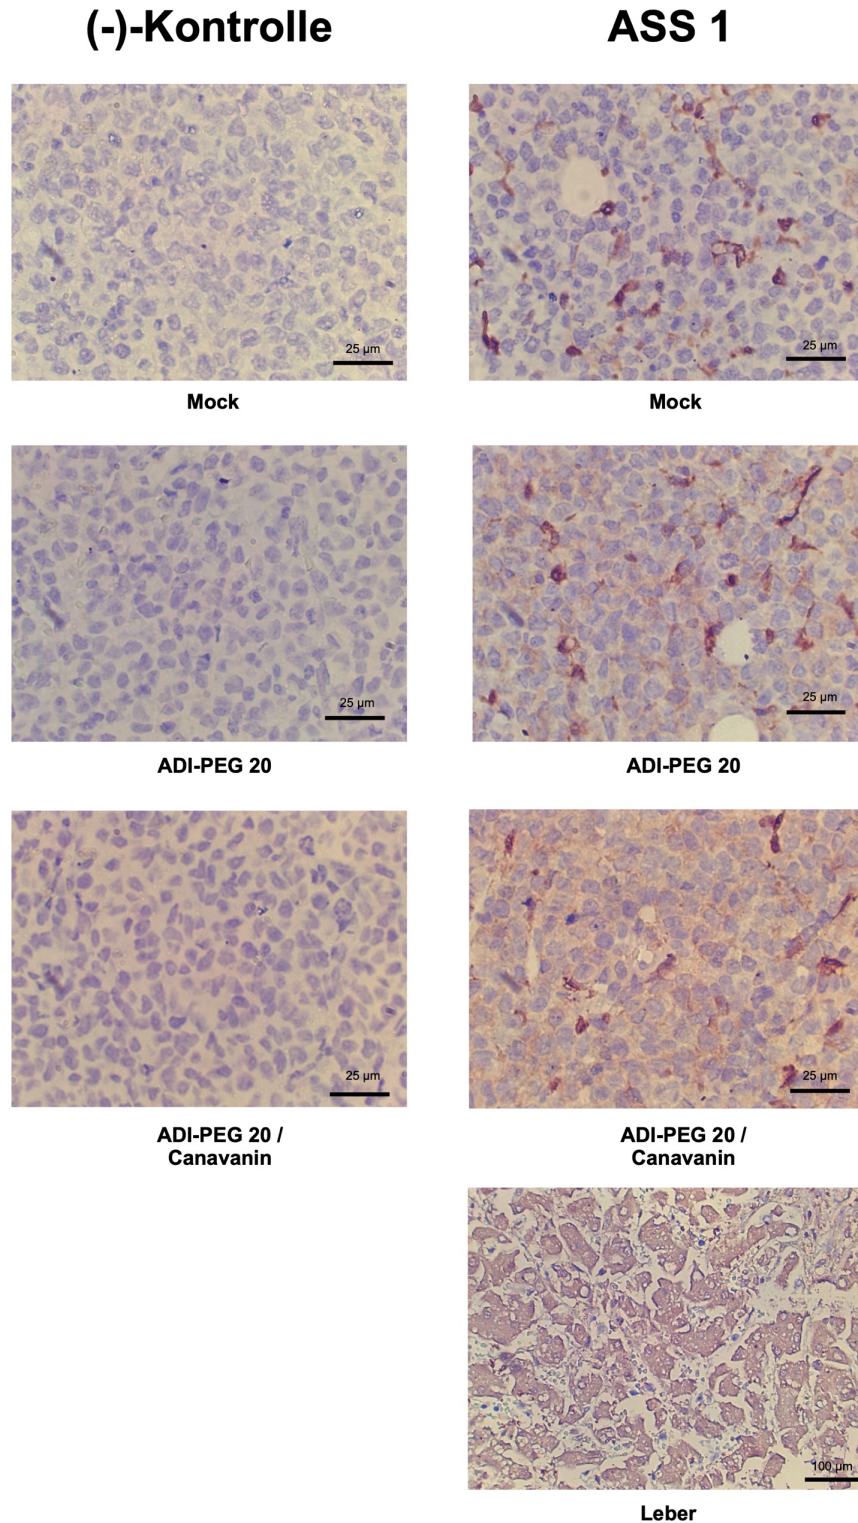 (-)-Kontrolle
ASS 1
25 µm
25 µm
Mock
Mock
25 µm
25 µm
ADI-PEG 20
ADI-PEG 20
25 µm
25 µm
ADI-PEG 20 /
Canavanin
ADI-PEG 20 /
Canavanin
100 µm
Leber